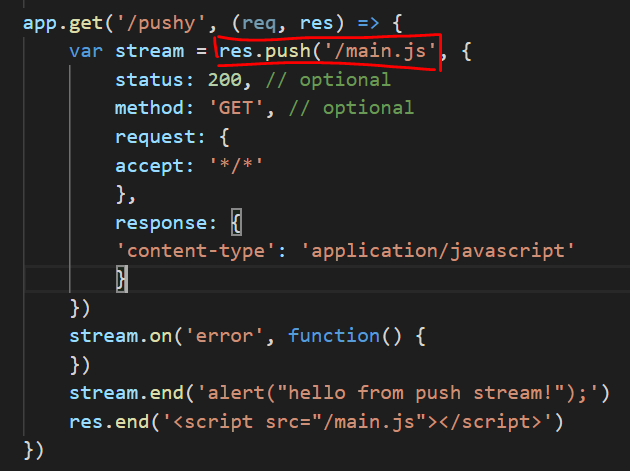 app.get('/pushy', (req, res) => {
var stream = res.push('/main.js', {
status: 200, // optional
method: 'GET', // optional
request: {
accept: '*/*'
},
response: {
'content-type': 'application/javascript'
}
})
stream.on('error', function() {
})
stream.end('alert("hello from push stream!");')
res.end('<script src="/main.js"></script>')
})